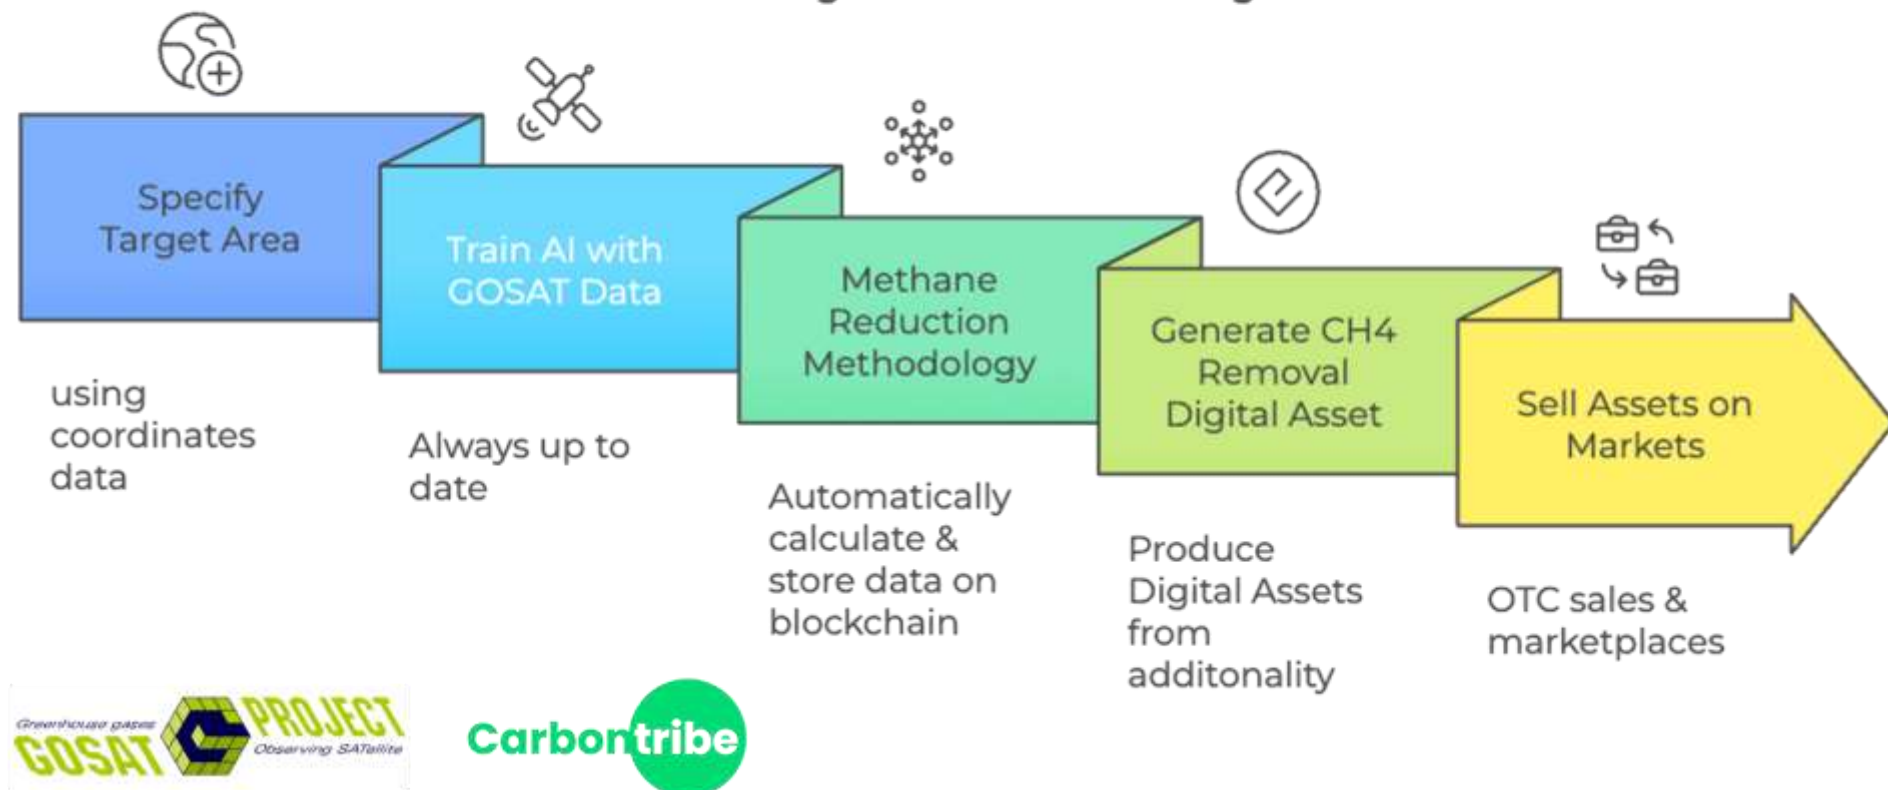 Specify
Target Area
using
coordinates
data
Train AI with
GOSAT Data
Always up to
date
Methane
Reduction
Methodology
Automatically
calculate &
store data on
blockchain
Generate CH4
Removal
Digital Asset
Produce
Digital Assets
from
additonality
Sell Assets on
Markets
OTC sales &
marketplaces
Greenhouse gases
GOSAT
PROJECT
Observing SATellite
Carbontribe